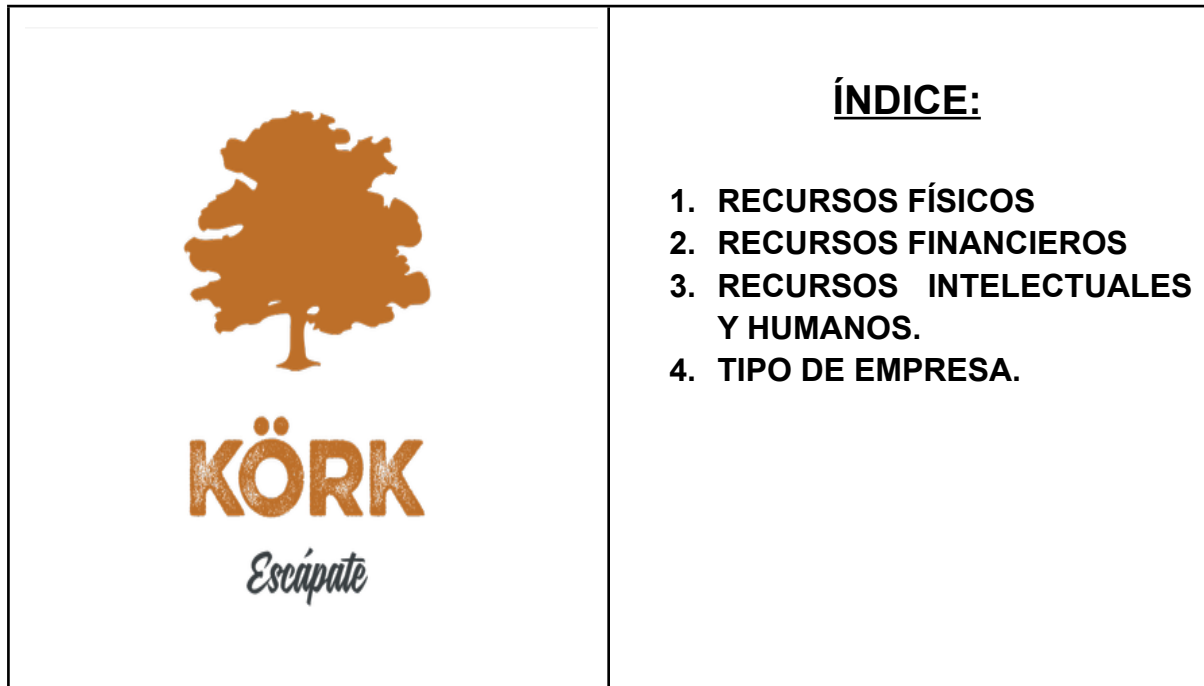 KÖRK
Escápate
ÍNDICE:
1. RECURSOS FÍSICOS
2. RECURSOS FINANCIEROS
3. RECURSOS INTELECTUALES
Y HUMANOS.
4. TIPO DE EMPRESA.